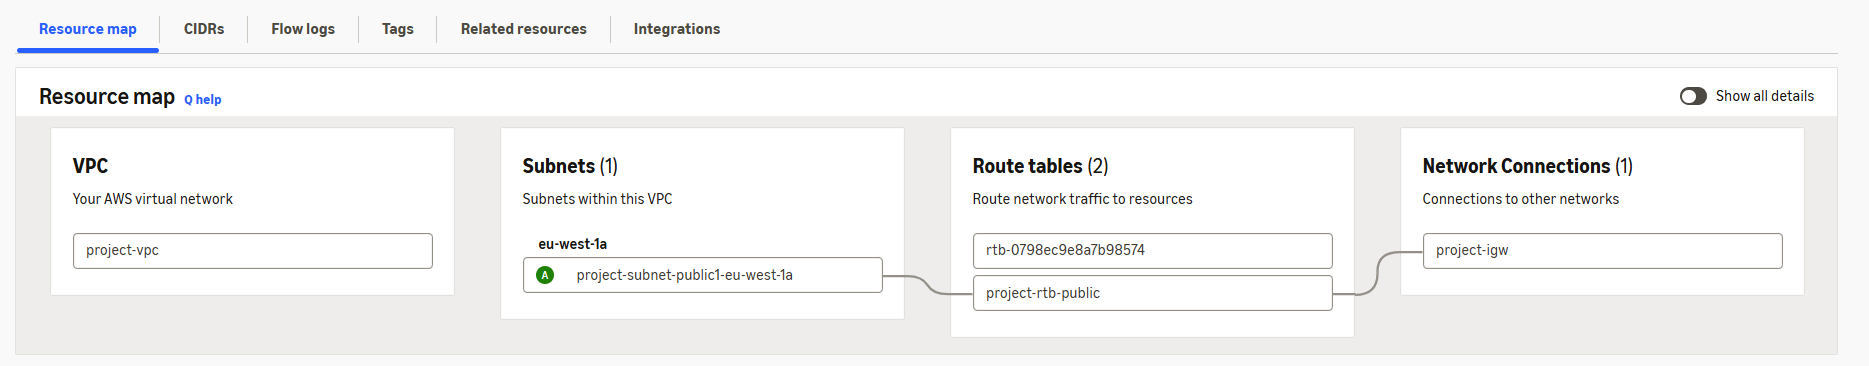 Resource map
CIDRs
Flow logs
Tags
Related resources
Integrations
Resource map Q help
Show all details
VPC
Your AWS virtual network
project-vpc
Subnets (1)
Subnets within this VPC
eu-west-1a
A project-subnet-public1-eu-west-1a
Route tables (2)
Route network traffic to resources
rtb-0798ec9e8a7b98574
project-rtb-public
Network Connections (1)
Connections to other networks
project-igw